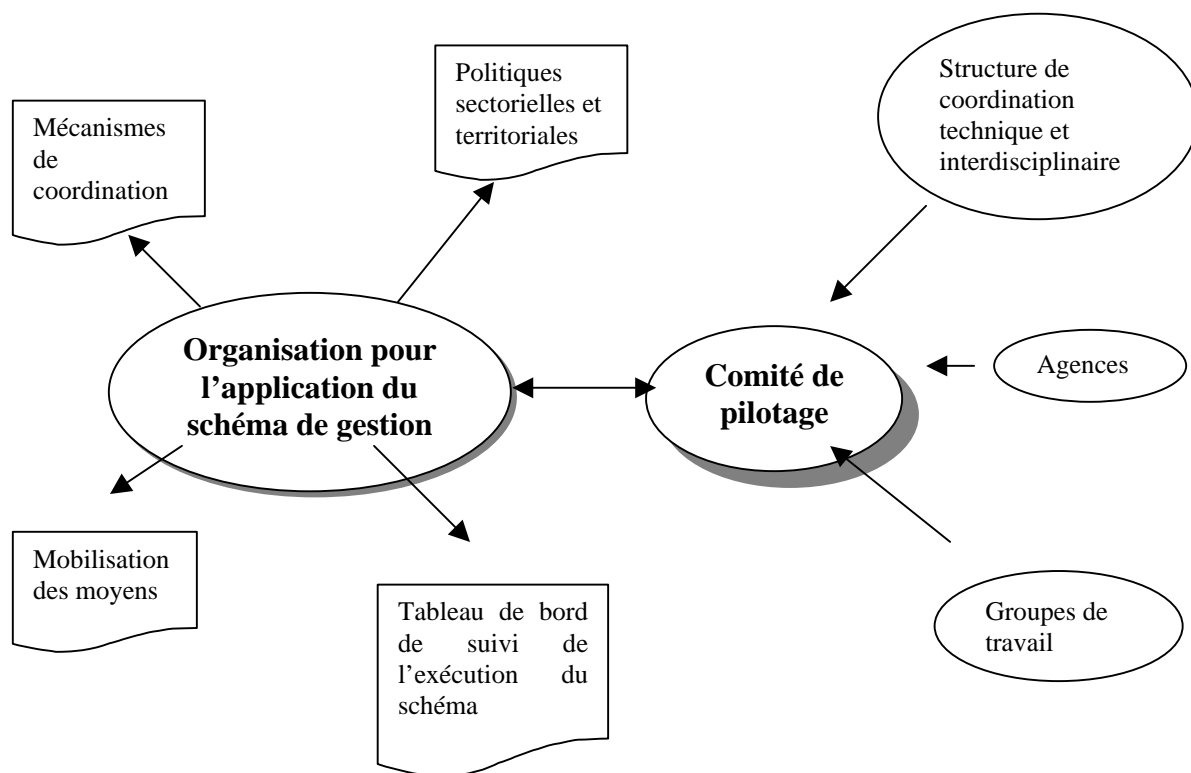 Politiques
sectorielles et
territoriales
Structure de
coordination
technique et
interdisciplinaire
Mécanismes
de
coordination
Organisation pour
l’application du
schéma de gestion
Comité de
pilotage
Agences
Mobilisation
des moyens
Tableau de bord
de suivi de
l’exécution du
schéma
Groupes de
travail